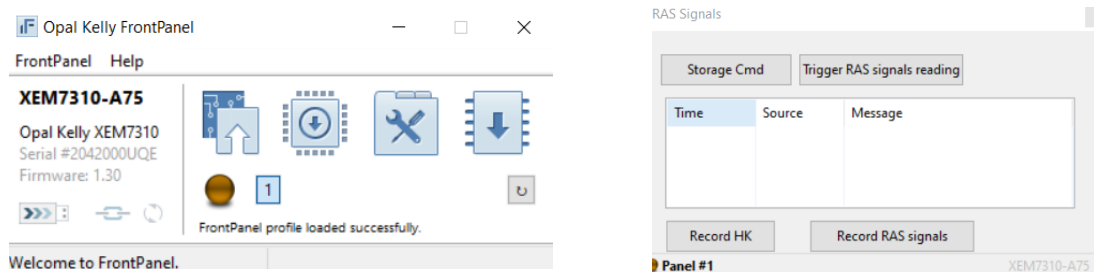 Opal Kelly FrontPanel
FrontPanel Help
XEM7310-A75
Opal Kelly XEM7310
Serial #2042000UQE
Firmware: 1.30
1
FrontPanel profile loaded successfully.
Welcome to FrontPanel.
RAS Signals
Storage Cmd Trigger RAS signals reading
Time Source Message
Record HK Record RAS signals
Panel #1 XEM7310-A75